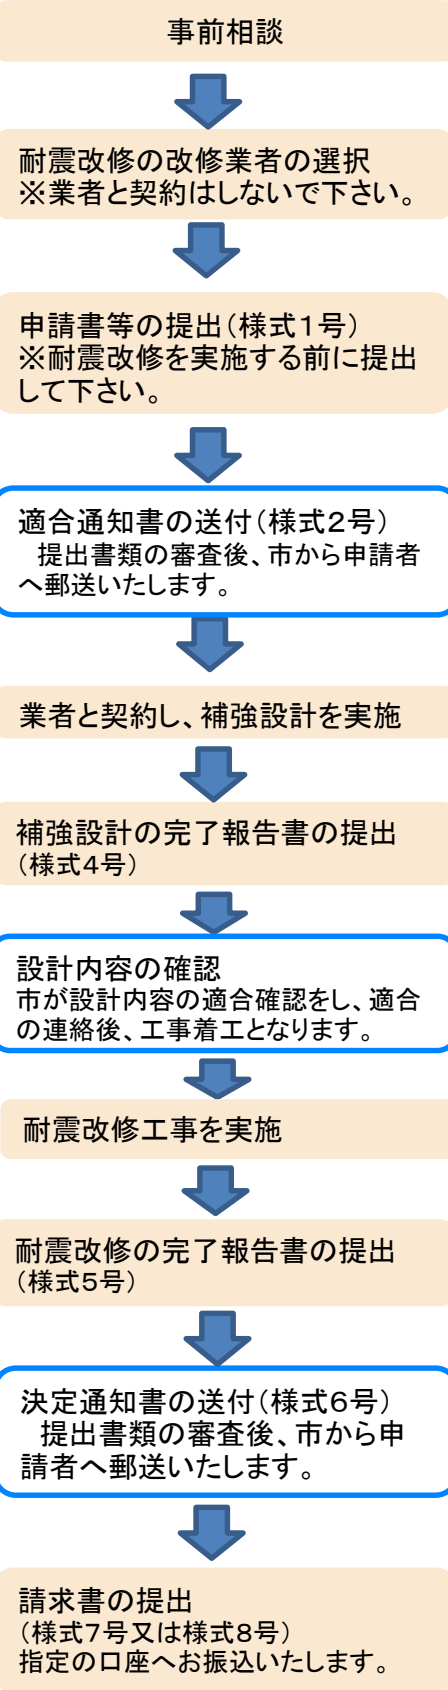 事前相談
耐震改修の改修業者の選択
※業者と契約はしないで下さい。
申請書等の提出(様式1号)
※耐震改修を実施する前に提出
して下さい。
適合通知書の送付(様式2号)
提出書類の審査後、市から申請者
へ郵送いたします。
業者と契約し、補強設計を実施
補強設計の完了報告書の提出
(様式4号)
設計内容の確認
市が設計内容の適合確認をし、適合
の連絡後、工事着工となります。
耐震改修工事を実施
耐震改修の完了報告書の提出
(様式5号)
決定通知書の送付(様式6号)
提出書類の審査後、市から申
請者へ郵送いたします。
請求書の提出
(様式7号又は様式8号)
指定の口座へお振込いたします。